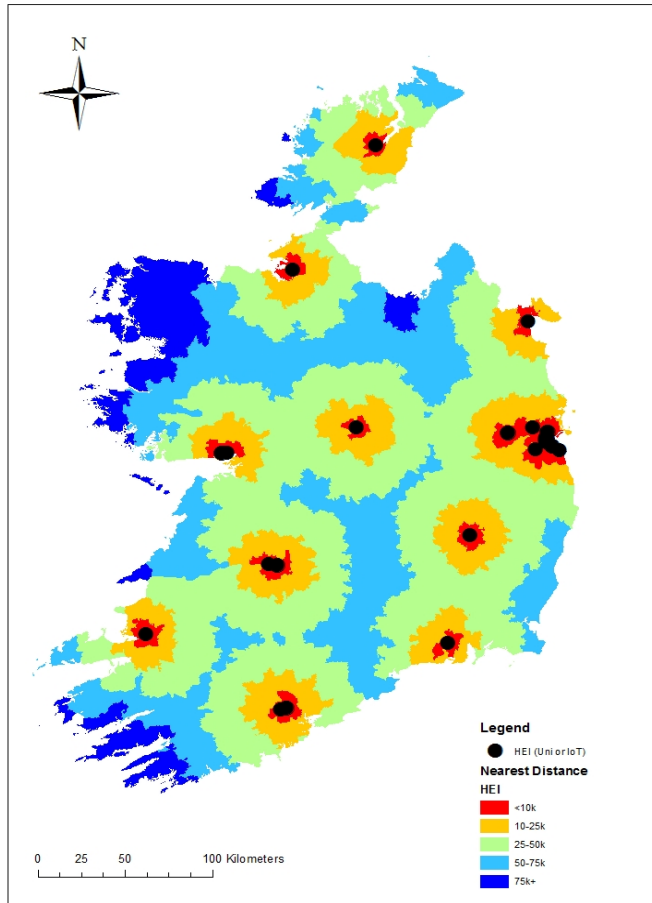 N
Legend
HEI (Uni or IoT)
Nearest Distance
HEI
<10k
10-25k
25-50k
50-75k
75k+
0 25 50 100 Kilometers